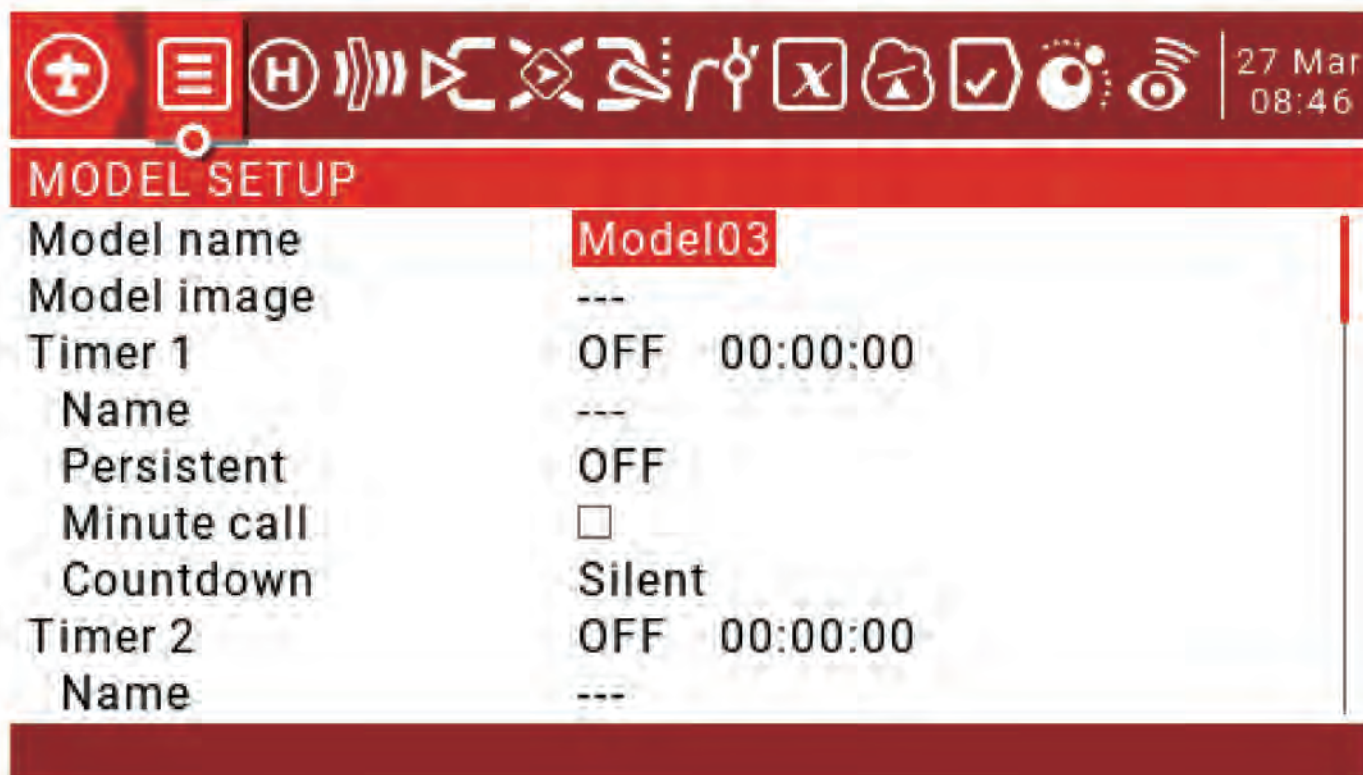 27 Mar
08:46
MODEL SETUP
Model name Model03
Model image ---
Timer 1 OFF 00:00:00
Name ---
Persistent OFF
Minute call
Countdown Silent
Timer 2 OFF 00:00:00
Name ---